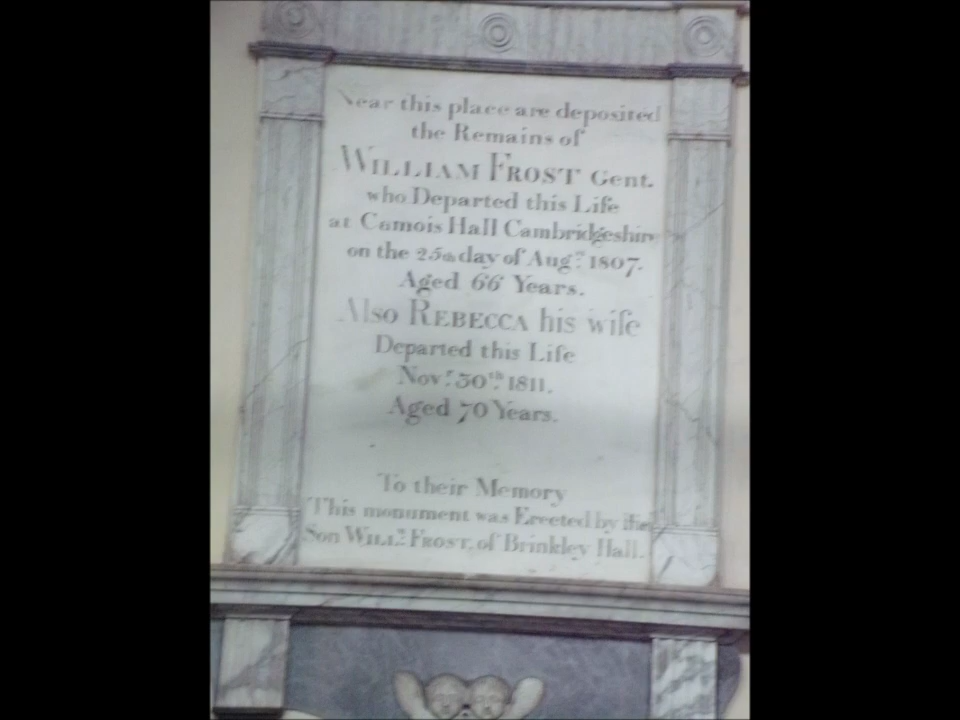 Near this place are deposited
the Remains of
WILLIAM FROST Gent.
who Departed this Life
at Camois Hall Cambridgeshire
on the 25th day of Augst. 1807.
Aged 66 Years.
Also REBECCA his wife
Departed this Life
Novr. 30th. 1811.
Aged 70 Years.
To their Memory
This monument was Erected by their
Son WILLm. FROST, of Brinkley Hall.